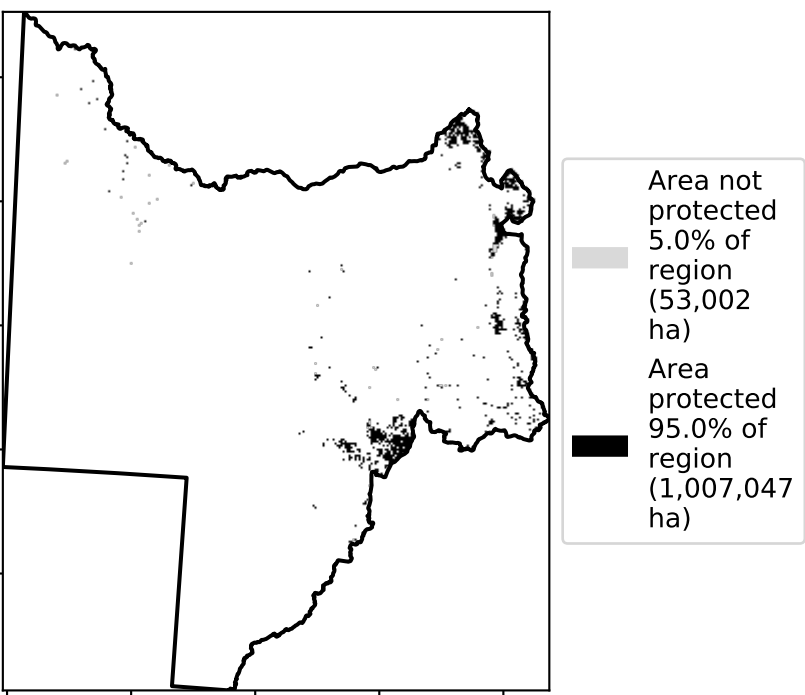 Area not
protected
5.0% of
region
(53,002
ha)
Area
protected
95.0% of
region
(1,007,047
ha)